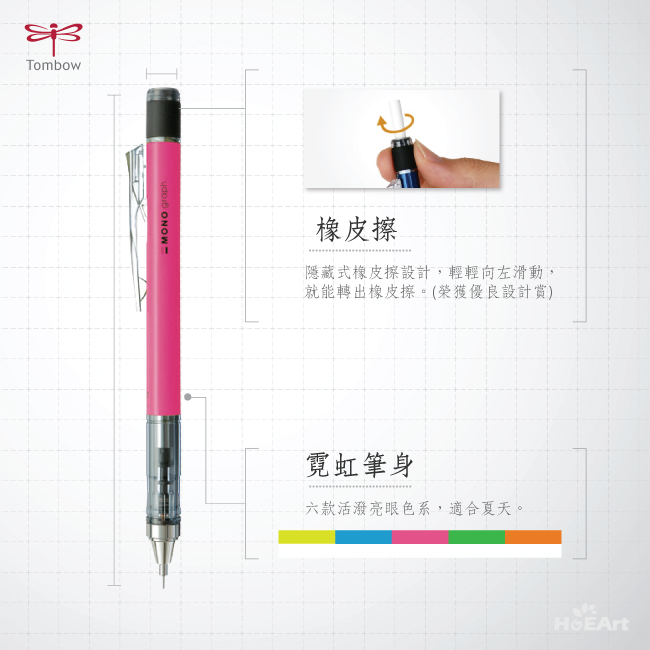 Tombow
MONO graph
橡皮擦
隱藏式橡皮擦設計，輕輕向左滑動，
就能轉出橡皮擦。(榮獲優良設計賞)
霓虹筆身
六款活潑亮眼色系，適合夏天。
HoEArt